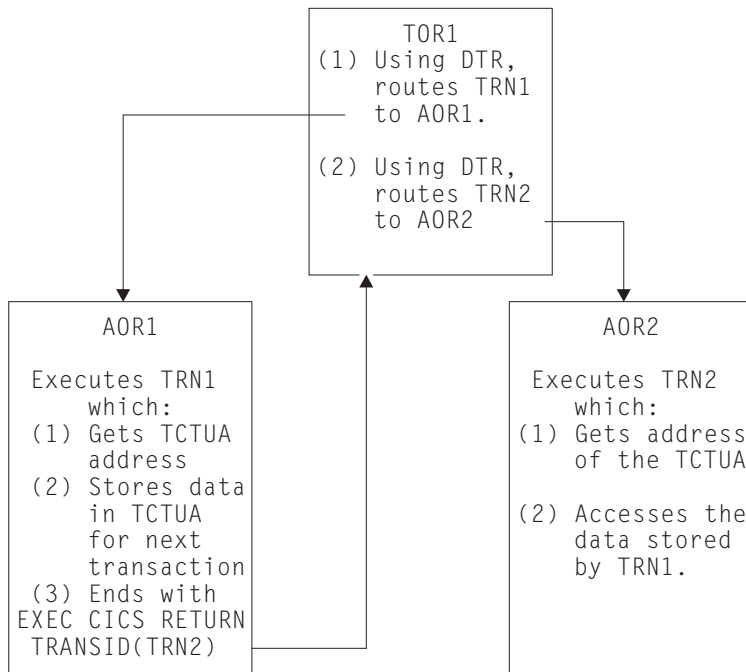 TOR1
(1) Using DTR,
routes TRN1
to AOR1.
(2) Using DTR,
routes TRN2
to AOR2
AOR1
Executes TRN1
which:
(1) Gets TCTUA
address
(2) Stores data
in TCTUA
for next
transaction
(3) Ends with
EXEC CICS RETURN
TRANSID(TRN2)
AOR2
Executes TRN2
which:
(1) Gets address
of the TCTUA
(2) Accesses the
data stored
by TRN1.